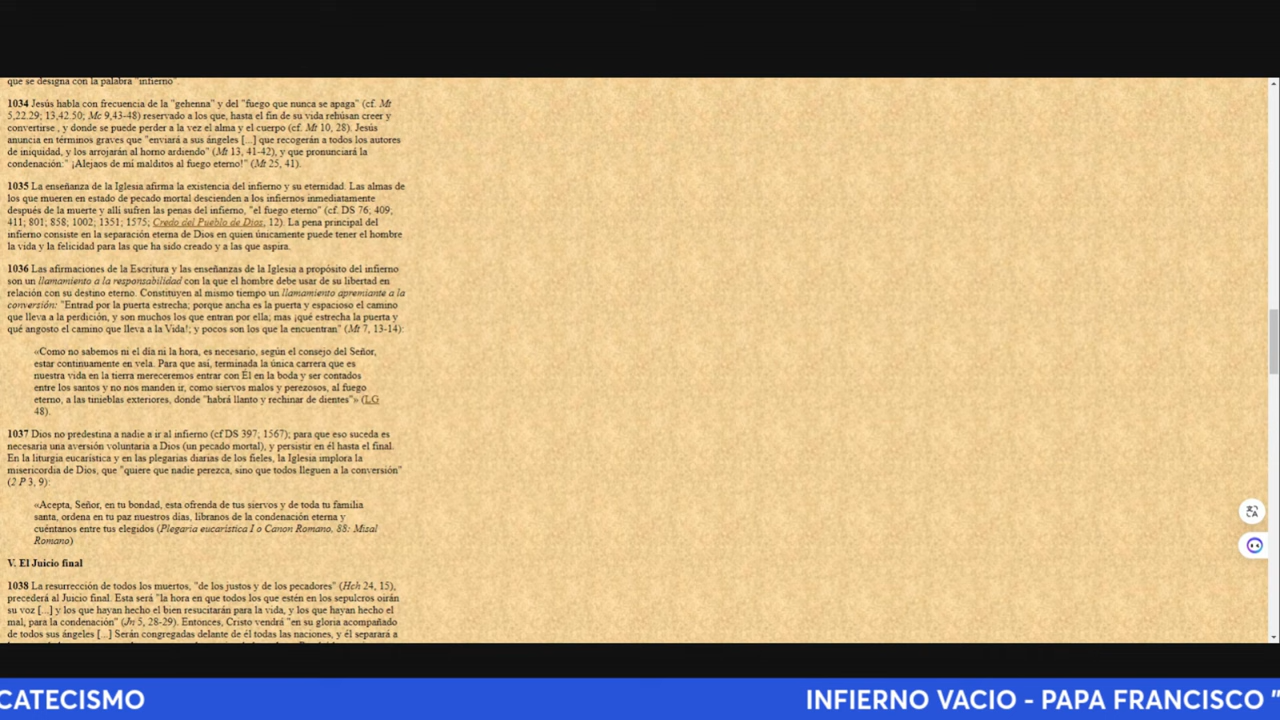 que se designa con la palabra "infierno".
1034 Jesús habla con frecuencia de la "gehenna" y del "fuego que nunca se apaga" (cf. Mt
5,22.29; 13,42.50; Mc 9,43-48) reservado a los que, hasta el fin de su vida rehúsan creer y
convertirse , y donde se puede perder a la vez el alma y el cuerpo (cf. Mt 10, 28). Jesús
anuncia en términos graves que "enviará a sus ángeles [...] que recogerán a todos los autores
de iniquidad, y los arrojarán al horno ardiendo" (Mt 13, 41-42), y que pronunciará la
condenación:" ¡Alejaos de mí malditos al fuego eterno!" (Mt 25, 41).
1035 La enseñanza de la Iglesia afirma la existencia del infierno y su eternidad. Las almas de
los que mueren en estado de pecado mortal descienden a los infiernos inmediatamente
después de la muerte y allí sufren las penas del infierno, "el fuego eterno" (cf. DS 76; 409;
411; 801; 858; 1002; 1351; 1575; Credo del Pueblo de Dios, 12). La pena principal del
infierno consiste en la separación eterna de Dios en quien únicamente puede tener el hombre
la vida y la felicidad para las que ha sido creado y a las que aspira.
1036 Las afirmaciones de la Escritura y las enseñanzas de la Iglesia a propósito del infierno
son un llamamiento a la responsabilidad con la que el hombre debe usar de su libertad en
relación con su destino eterno. Constituyen al mismo tiempo un llamamiento apremiante a la
conversión: "Entrad por la puerta estrecha; porque ancha es la puerta y espacioso el camino
que lleva a la perdición, y son muchos los que entran por ella; mas ¡qué estrecha la puerta y
qué angosto el camino que lleva a la Vida!; y pocos son los que la encuentran" (Mt 7, 13-14):
«Como no sabemos ni el día ni la hora, es necesario, según el consejo del Señor,
estar continuamente en vela. Para que así, terminada la única carrera que es
nuestra vida en la tierra mereceremos entrar con Él en la boda y ser contados
entre los santos y no nos manden ir, como siervos malos y perezosos, al fuego
eterno, a las tinieblas exteriores, donde "habrá llanto y rechinar de dientes"» (LG
48).
1037 Dios no predestina a nadie a ir al infierno (cf DS 397; 1567); para que eso suceda es
necesaria una aversión voluntaria a Dios (un pecado mortal), y persistir en él hasta el final.
En la liturgia eucarística y en las plegarias diarias de los fieles, la Iglesia implora la
misericordia de Dios, que "quiere que nadie perezca, sino que todos lleguen a la conversión"
(2 P 3, 9):
«Acepta, Señor, en tu bondad, esta ofrenda de tus siervos y de toda tu familia
santa, ordena en tu paz nuestros días, líbranos de la condenación eterna y
cuéntanos entre tus elegidos (Plegaria eucarística I o Canon Romano, 88: Misal
Romano)
V. El Juicio final
1038 La resurrección de todos los muertos, "de los justos y de los pecadores" (Hch 24, 15),
precederá al Juicio final. Esta será "la hora en que todos los que estén en los sepulcros oirán
su voz [...] y los que hayan hecho el bien resucitarán para la vida, y los que hayan hecho el
mal, para la condenación" (Jn 5, 28-29). Entonces, Cristo vendrá "en su gloria acompañado
de todos sus ángeles [...] Serán congregadas delante de él todas las naciones, y él separará a
CATECISMO
INFIERNO VACIO - PAPA FRANCISCO "